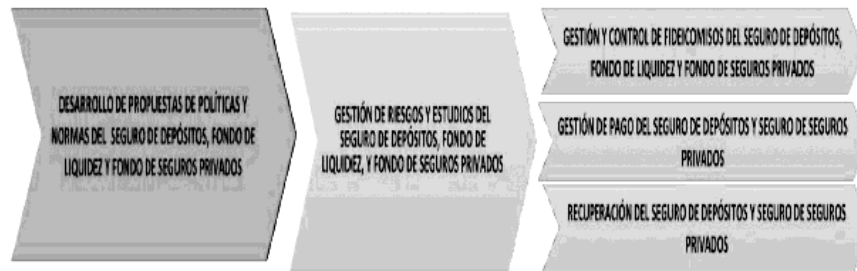 DESARROLLO DE PROPUESTAS DE POLÍTICAS Y
NORMAS DEL SEGURO DE DEPÓSITOS, FONDO DE
LIQUIDEZ Y FONDO DE SEGUROS PRIVADOS
GESTIÓN DE RIESGOS Y ESTUDIOS DEL
SEGURO DE DEPÓSITOS, FONDO DE
LIQUIDEZ, Y FONDO DE SEGUROS PRIVADOS
GESTIÓN Y CONTROL DE FIDEICOMISOS DEL SEGURO DE DEPÓSITOS,
FONDO DE LIQUIDEZ Y FONDO DE SEGUROS PRIVADOS
GESTIÓN DE PAGO DEL SEGURO DE DEPÓSITOS Y SEGURO DE SEGUROS
PRIVADOS
RECUPERACIÓN DEL SEGURO DE DEPÓSITOS Y SEGURO DE SEGUROS
PRIVADOS